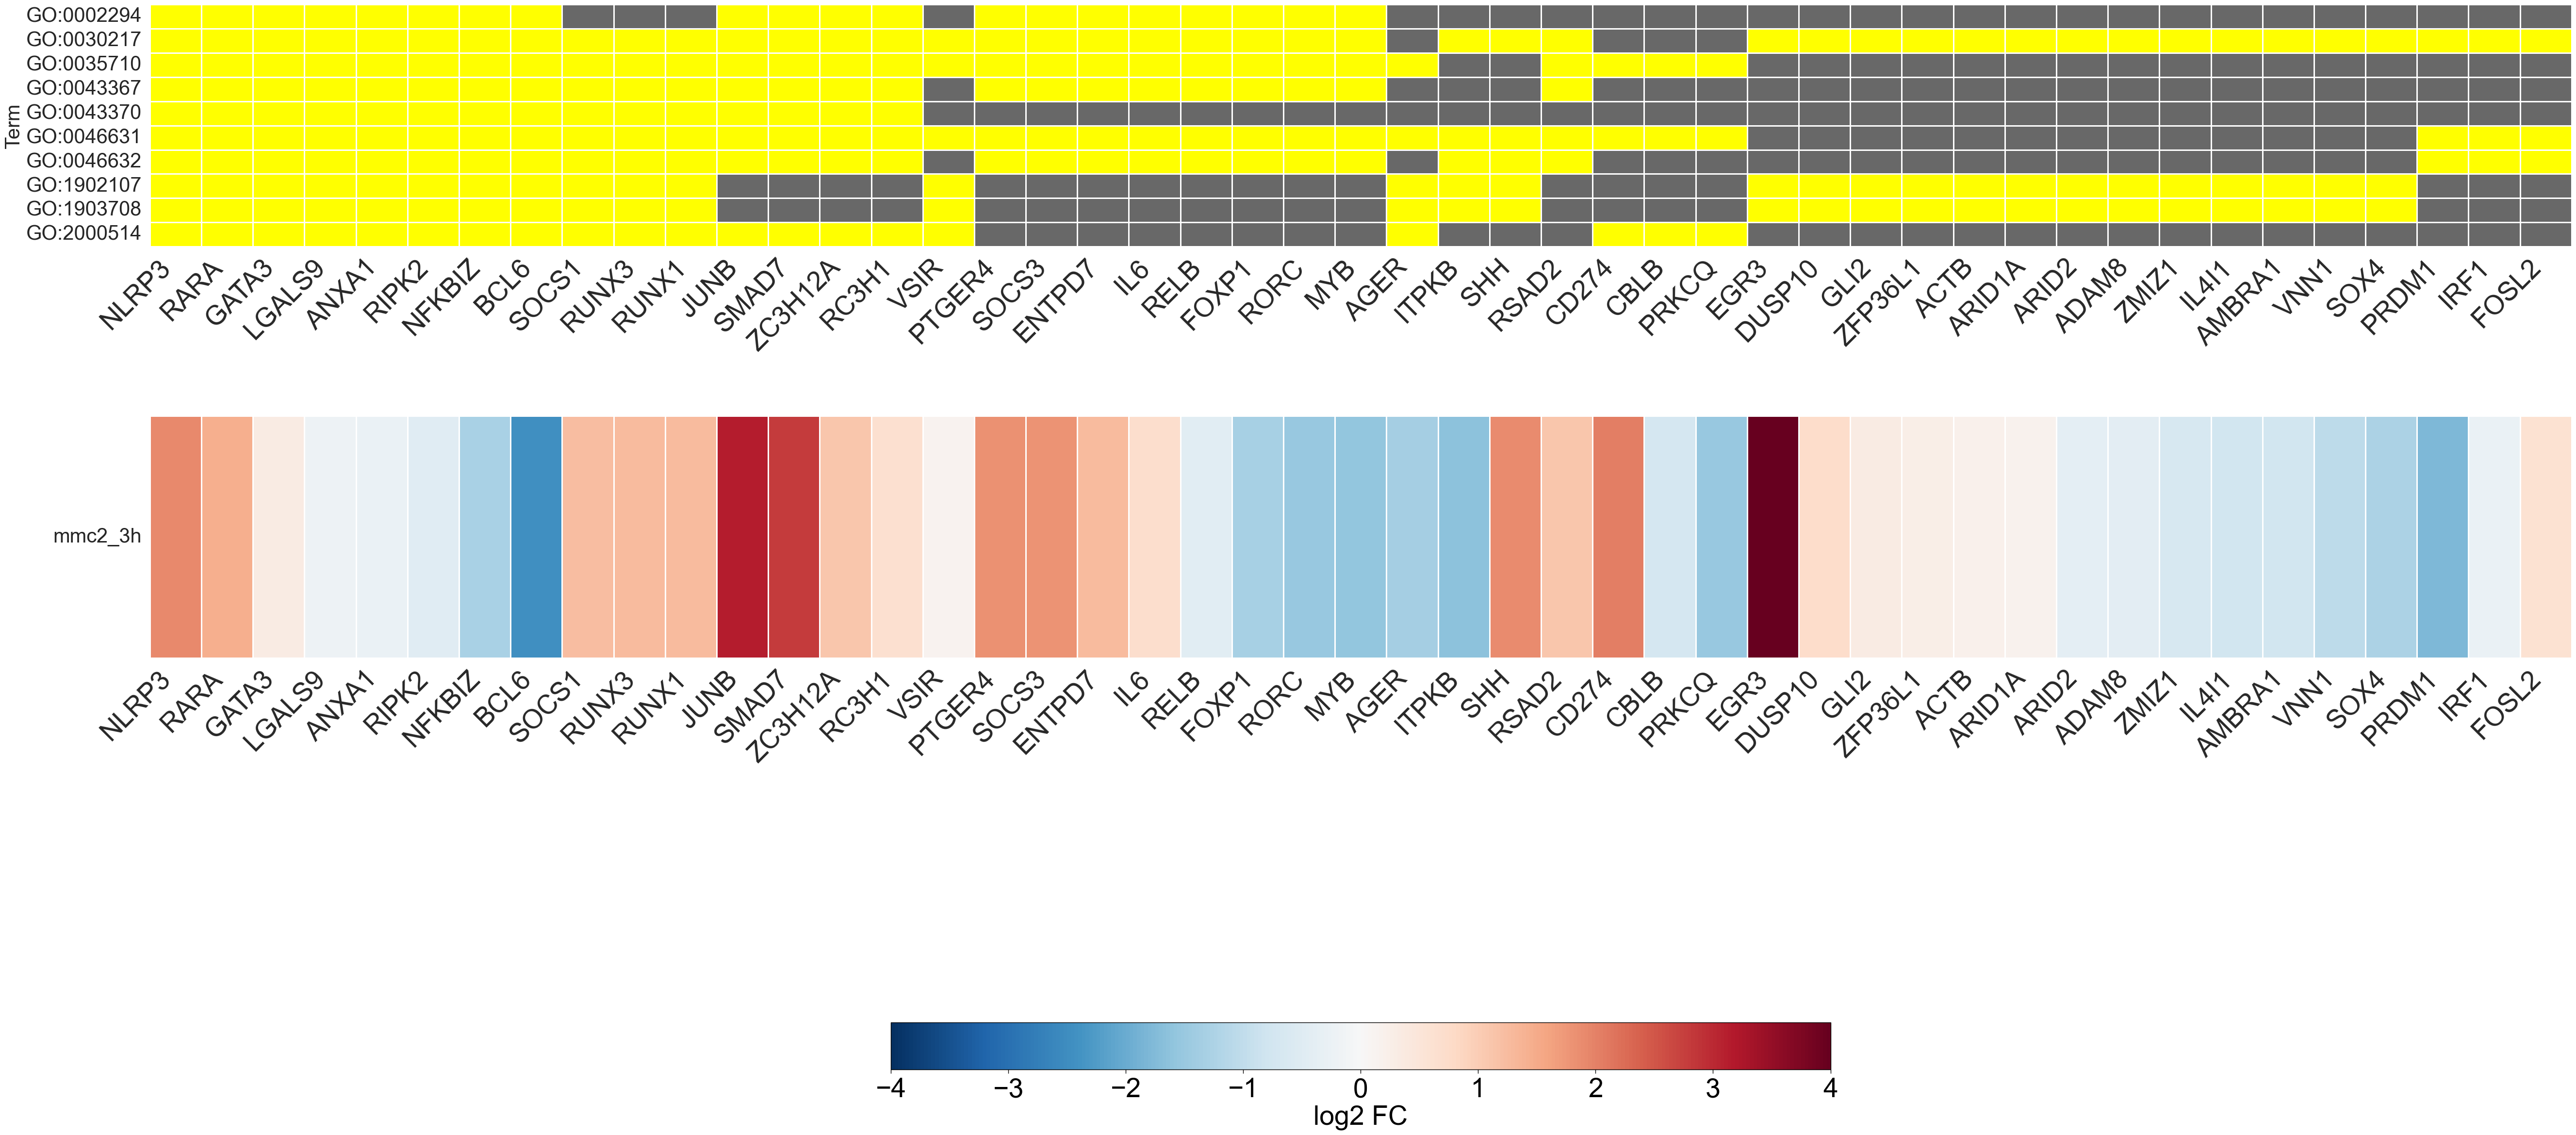 Term
GO:0002294
GO:0030217
GO:0035710
GO:0043367
GO:0043370
GO:0046631
GO:0046632
GO:1902107
GO:1903708
GO:2000514
NLRP3 RARA GATA3 LGALS9 ANXA1 RIPK2 NFKBIZ BCL6 SOCS1 RUNX3 RUNX1 JUNB SMAD7 ZC3H12A RC3H1 VSIR PTGER4 SOCS3 ENTPD7 IL6 RELB FOXP1 RORC MYB AGER ITPKB SHH RSAD2 CD274 CBLB PRKCQ EGR3 DUSP10 GLI2 ZFP36L1 ACTB ARID1A ARID2 ADAM8 ZMIZ1 IL4I1 AMBRA1 VNN1 SOX4 PRDM1 IRF1 FOSL2
mmc2_3h
NLRP3 RARA GATA3 LGALS9 ANXA1 RIPK2 NFKBIZ BCL6 SOCS1 RUNX3 RUNX1 JUNB SMAD7 ZC3H12A RC3H1 VSIR PTGER4 SOCS3 ENTPD7 IL6 RELB FOXP1 RORC MYB AGER ITPKB SHH RSAD2 CD274 CBLB PRKCQ EGR3 DUSP10 GLI2 ZFP36L1 ACTB ARID1A ARID2 ADAM8 ZMIZ1 IL4I1 AMBRA1 VNN1 SOX4 PRDM1 IRF1 FOSL2
−4 −3 −2 −1 0 1 2 3 4
log2 FC